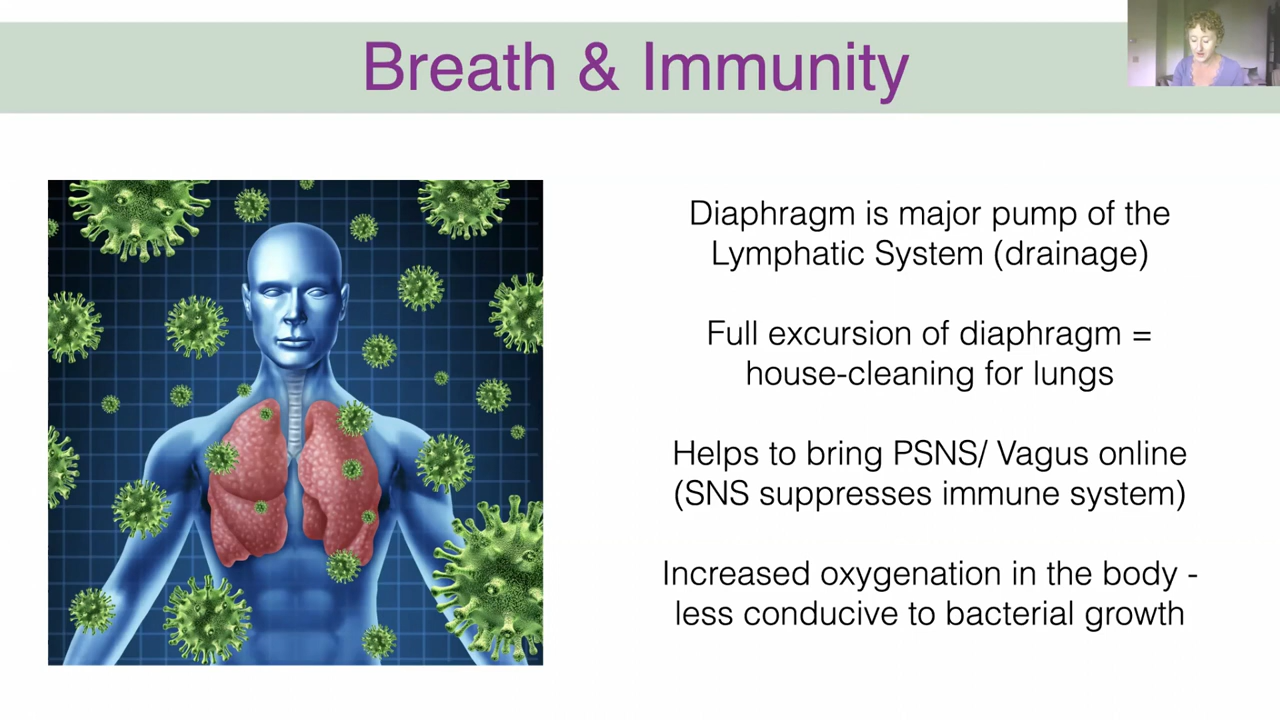 Breath & Immunity
Diaphragm is major pump of the
Lymphatic System (drainage)
Full excursion of diaphragm =
house-cleaning for lungs
Helps to bring PSNS/ Vagus online
(SNS suppresses immune system)
Increased oxygenation in the body -
less conducive to bacterial growth